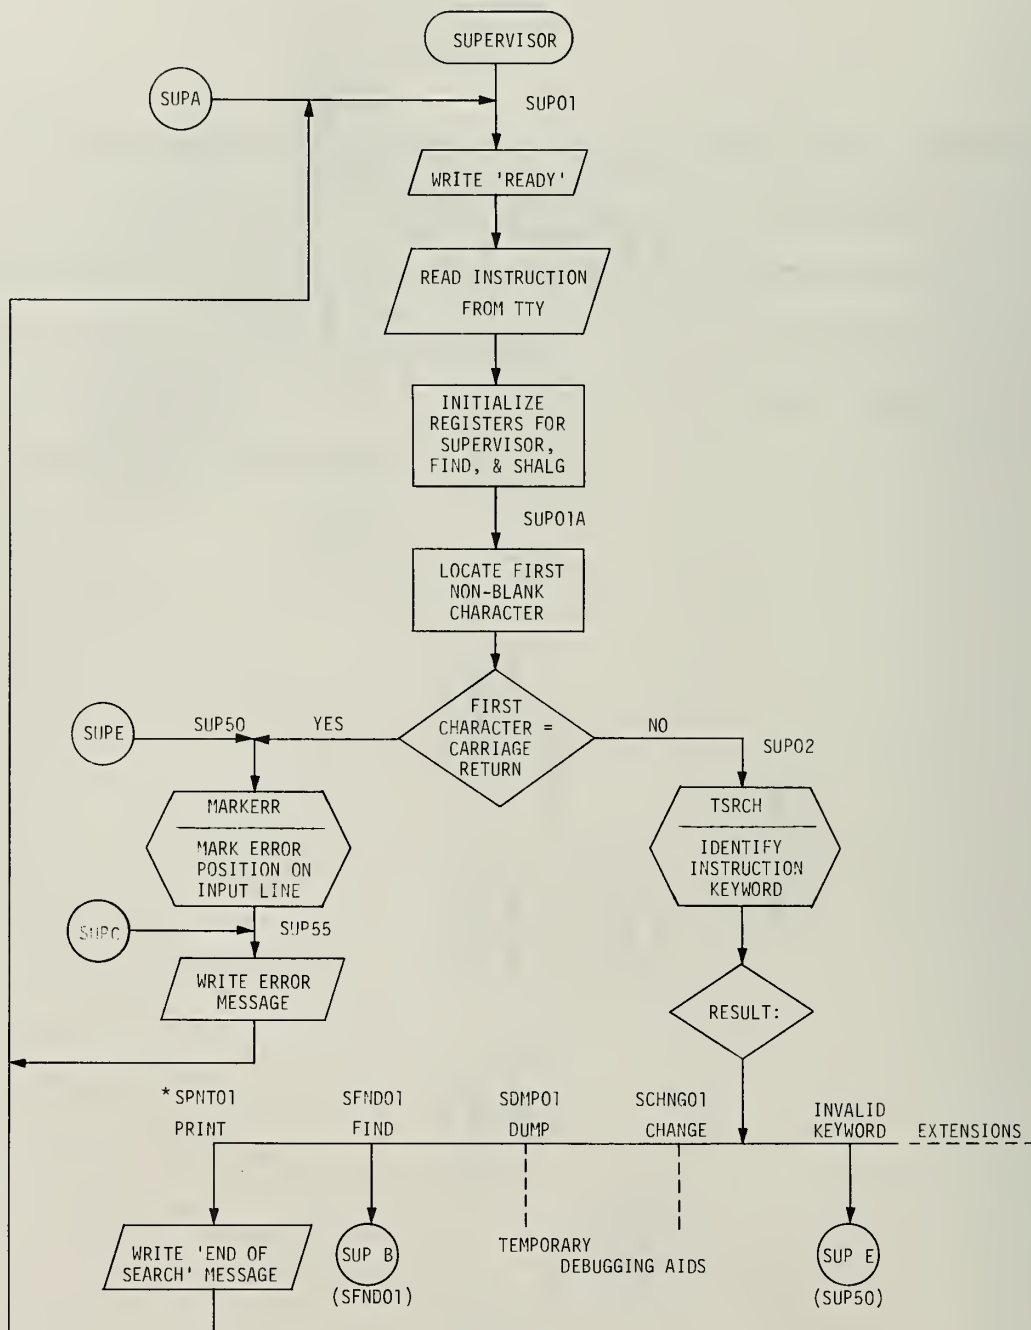 SUPERVISOR
SUPA
SUP01
WRITE 'READY'
READ INSTRUCTION
FROM TTY
INITIALIZE
REGISTERS FOR
SUPERVISOR,
FIND, & SHALG
SUP01A
LOCATE FIRST
NON-BLANK
CHARACTER
FIRST
CHARACTER =
CARRIAGE
RETURN
SUPE
SUP50
YES
NO
SUP02
MARKERR
MARK ERROR
POSITION ON
INPUT LINE
TSRCH
IDENTIFY
INSTRUCTION
KEYWORD
SUPC
SUP55
WRITE ERROR
MESSAGE
RESULT:
*SPNT01
PRINT
SFND01
FIND
SDMP01
DUMP
SCHNG01
CHANGE
INVALID
KEYWORD
EXTENSIONS
WRITE 'END OF
SEARCH' MESSAGE
SUP B
(SFND01)
TEMPORARY
DEBUGGING AIDS
SUP E
(SUP50)